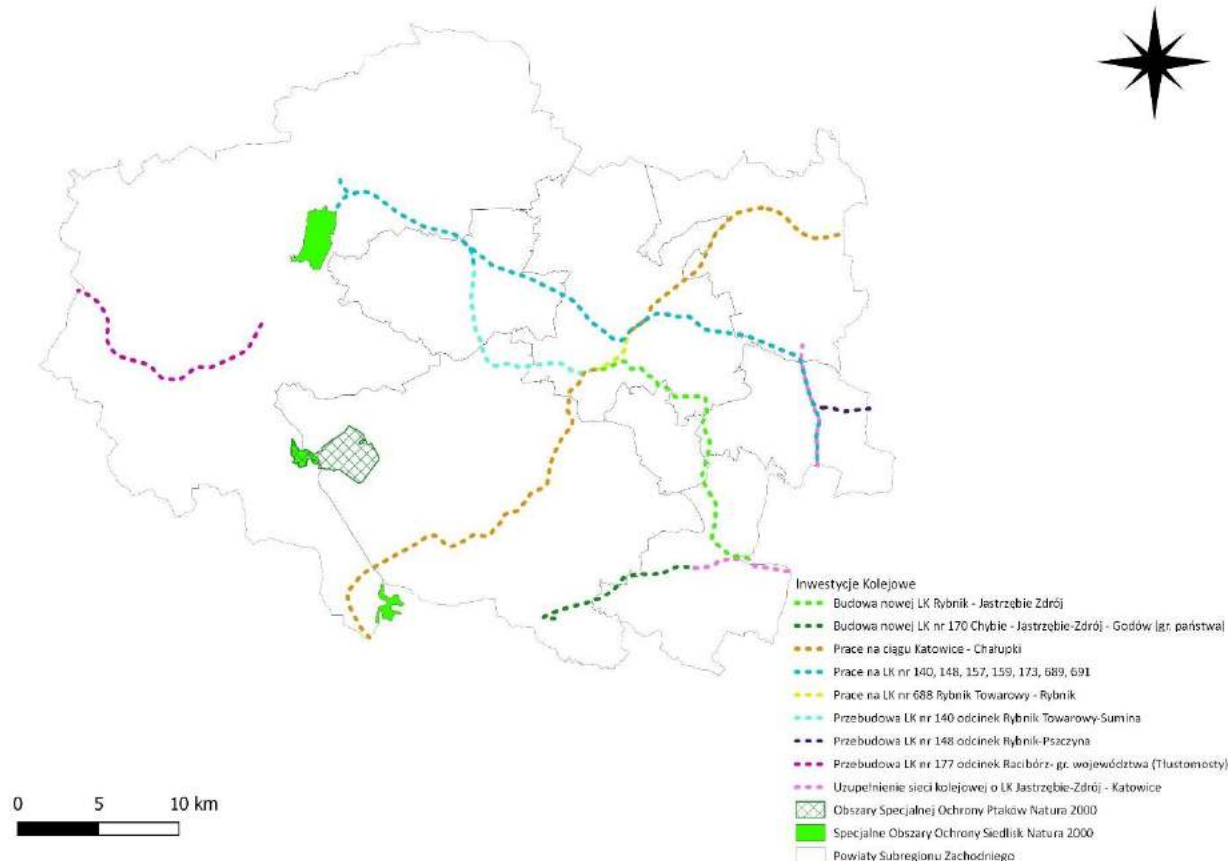 Inwestycje Kolejowe
Budowa nowej LK Rybnik - Jastrzębie Zdrój
Budowa nowej LK nr 170 Chybie - Jastrzębie-Zdrój - Godów (gr. państwa)
Prace na ciągu Katowice - Chałupki
Prace na LK nr 140, 148, 157, 159, 173, 689, 691
Prace na LK nr 688 Rybnik Towarowy - Rybnik
Przebudowa LK nr 140 odcinek Rybnik Towarowy-Sumina
Przebudowa LK nr 148 odcinek Rybnik-Pszczyna
Przebudowa LK nr 177 odcinek Racibórz- gr. województwa (Tłustomosty)
Uzupełnienie sieci kolejowej o LK Jastrzębie-Zdrój - Katowice
Obszary Specjalnej Ochrony Ptaków Natura 2000
Specjalne Obszary Ochrony Siedlisk Natura 2000
Powiaty Subregionu Zachodniego
0 5 10 km